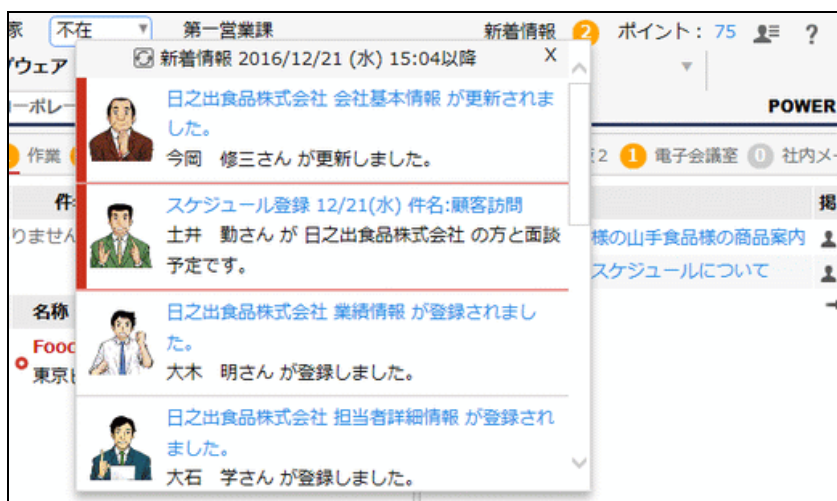 家 不在 第一営業課 新着情報 2 ポイント： 75 ?
プウェア
新着情報 2016/12/21 (水) 15:04以降 X
ーポレー
POWER
日之出食品株式会社 会社基本情報 が更新されま
した。
今岡　修三さん が更新しました。
作業
2 1 電子会議室 0 社内メー
件
掲
スケジュール登録 12/21(水) 件名:顧客訪問
土井　勤さん が 日之出食品株式会社 の方と面談
予定です。
りません
様の山手食品様の商品案内
スケジュールについて
名称
日之出食品株式会社 業績情報 が登録されまし
た。
大木　明さん が登録しました。
Food
東京
日之出食品株式会社 担当者詳細情報 が登録され
ました。
大石　学さん が登録しました。